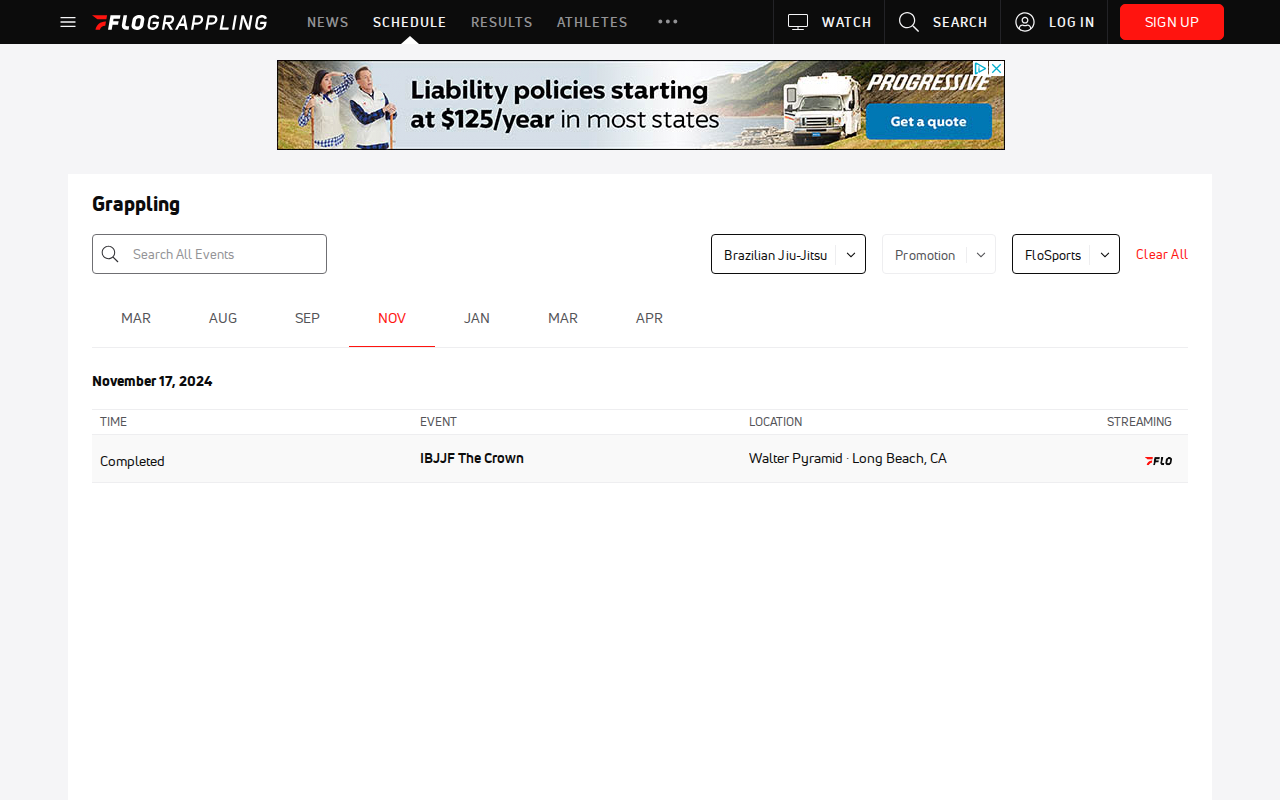 FLOGRAPPLING NEWS SCHEDULE RESULTS ATHLETES WATCH SEARCH LOG IN SIGN UP
Liability policies starting
at $125/year in most states
PROGRESSIVE
Get a quote
Grappling
Search All Events
Brazilian Jiu-Jitsu
Promotion
FloSports
Clear All
MAR AUG SEP NOV JAN MAR APR
November 17, 2024
TIME EVENT LOCATION STREAMING
Completed IBJJF The Crown Walter Pyramid · Long Beach, CA FLO